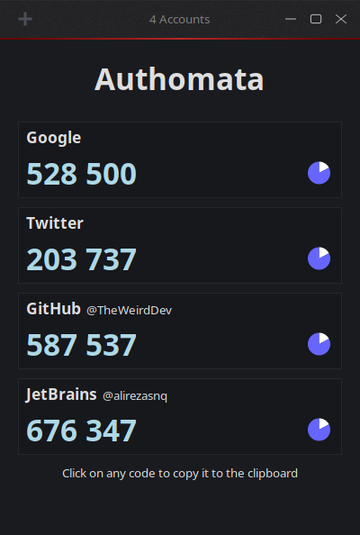 4 Accounts
Authomata
Google
528 500
Twitter
203 737
GitHub @TheWeirdDev
587 537
JetBrains @alirezasnq
676 347
Click on any code to copy it to the clipboard